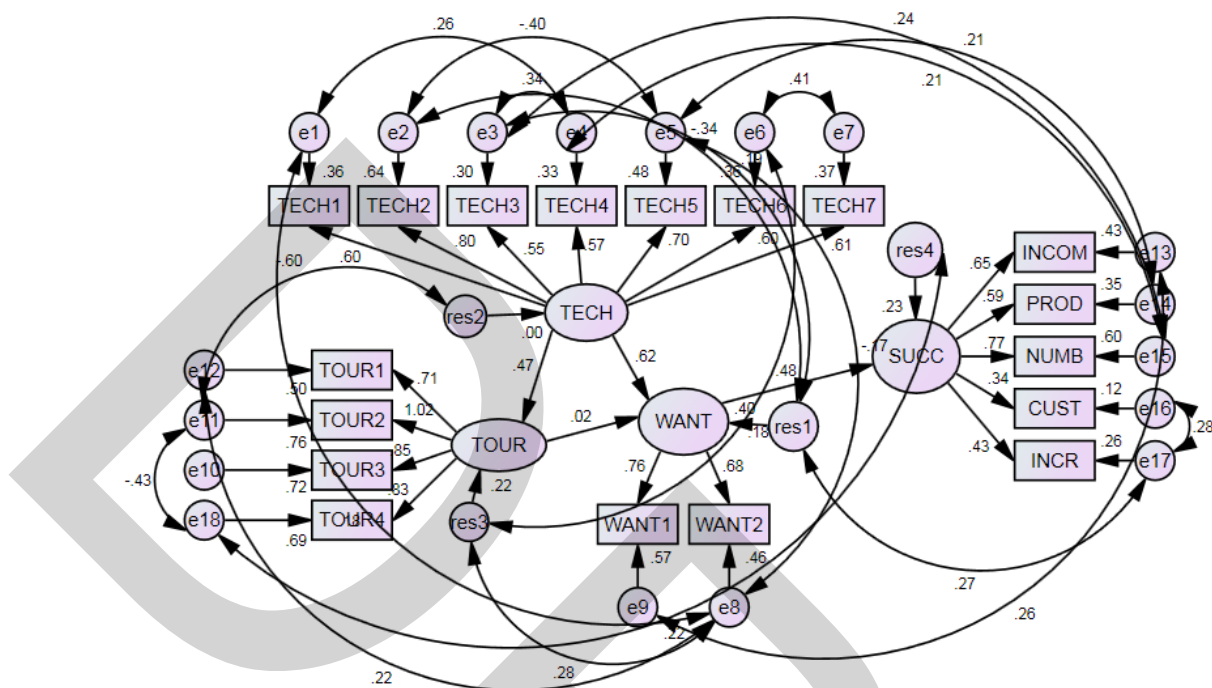 .26
-.40
.24
.21
.21
.34
.41
-.34
.19
e1
e2
e3
e4
e5
e6
e7
.36
.64
.30
.33
.48
.36
.37
TECH1
TECH2
TECH3
TECH4
TECH5
TECH6
TECH7
-.60
.80
.55
.57
.70
.60
.61
.60
res2
.00
TECH
res4
.23
.43
INCOM
e13
.65
.35
PROD
e14
.59
SUCC
-.17
.60
NUMB
e15
.77
.12
CUST
e16
.34
.28
.26
INCR
e17
.43
.47
.62
.48
e12
TOUR1
.71
.50
e11
TOUR2
1.02
.76
e10
TOUR3
.85
.72
-.43
e18
TOUR4
.83
.18
.69
TOUR
.02
WANT
.40
.18
res1
.22
res3
.76
.68
WANT1
WANT2
.57
.46
e9
e8
.22
.27
.26
.28
.22